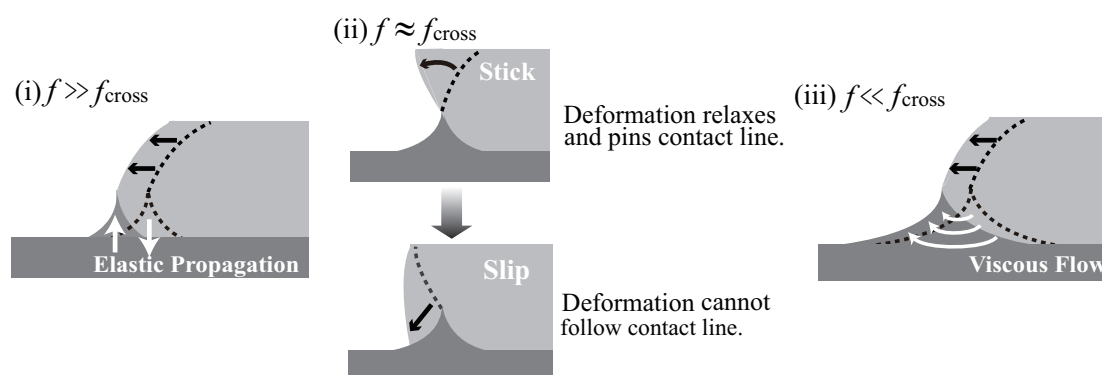 (i) f ≫ fcross
Elastic Propagation
(ii) f ≈ fcross
Stick
Deformation relaxes
and pins contact line.
Slip
Deformation cannot
follow contact line.
(iii) f ≪ fcross
Viscous Flow